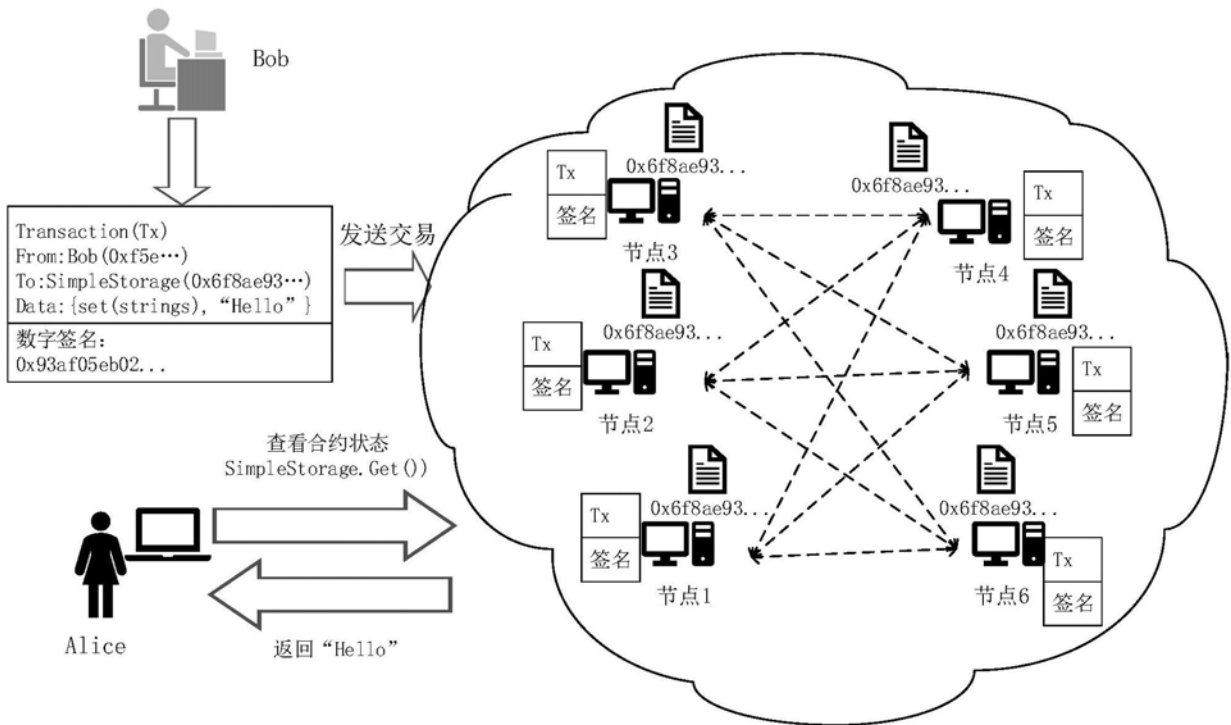 Bob
Transaction(Tx)
From:Bob(0xf5e…)
To:SimpleStorage(0x6f8ae93…)
Data:{set(strings),“Hello”}
数字签名：
0x93af05eb02...
发送交易
查看合约状态
SimpleStorage.Get())
返回“Hello”
Alice
0x6f8ae93...
Tx
签名
节点3
0x6f8ae93...
Tx
签名
节点4
0x6f8ae93...
Tx
签名
节点2
0x6f8ae93...
Tx
签名
节点5
0x6f8ae93...
Tx
签名
节点1
0x6f8ae93...
Tx
签名
节点6